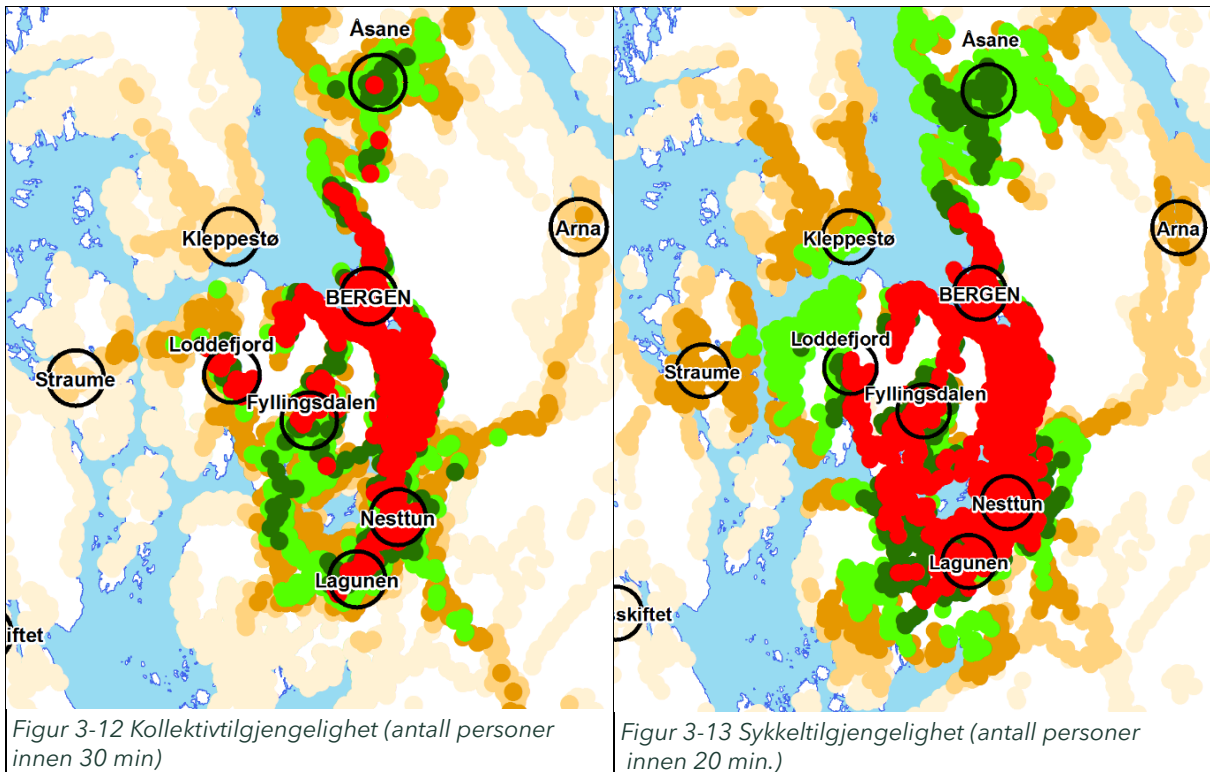 Åsane
Kleppestø
Arna
BERGEN
Loddefjord
Straume
Fyllingsdalen
Nesttun
Lagunen
iftet
Figur 3-12 Kollektivtilgjengelighet (antall personer
innen 30 min)
Åsane
Kleppestø
Arna
BERGEN
Loddefjord
Straume
Fyllingsdalen
Nesttun
Lagunen
skiftet
Figur 3-13 Sykkeltilgjengelighet (antall personer
innen 20 min.)